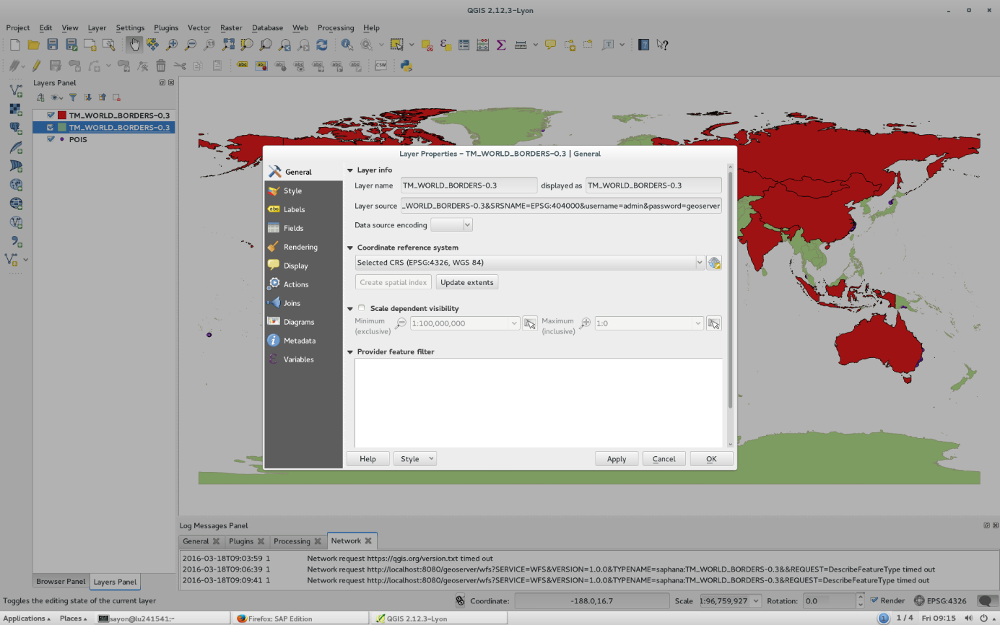 QGIS 2.12.3-Lyon
Project Edit View Layer Settings Plugins Vector Raster Database Web Processing Help
CSW
Layers Panel
TM_WORLD_BORDERS-0.3
TM_WORLD_BORDERS-0.3
POIS
Layer Properties - TM_WORLD_BORDERS-0.3 | General
General
Style
Labels
Fields
Rendering
Display
Actions
Joins
Diagrams
Metadata
Variables
Layer info
Layer name TM_WORLD_BORDERS-0.3 displayed as TM_WORLD_BORDERS-0.3
Layer source _WORLD_BORDERS-0.3&SRSNAME=EPSG:404000&username=admin&password=geoserver
Data source encoding
Coordinate reference system
Selected CRS (EPSG:4326, WGS 84)
Create spatial index Update extents
Scale dependent visibility
Minimum (exclusive) 1:100,000,000 Maximum (inclusive) 1:0
Provider feature filter
Help Style Apply Cancel OK
Log Messages Panel
General Plugins Processing Network
2016-03-18T09:03:59 1 Network request https://qgis.org/version.txt timed out
2016-03-18T09:06:39 1 Network request http://localhost:8080/geoserver/wfs?SERVICE=WFS&VERSION=1.0.0&TYPENAME=saphana:TM_WORLD_BORDERS-0.3&&REQUEST=DescribeFeatureType timed out
2016-03-18T09:09:41 1 Network request http://localhost:8080/geoserver/wfs?SERVICE=WFS&VERSION=1.0.0&TYPENAME=saphana:TM_WORLD_BORDERS-0.3&REQUEST=DescribeFeatureType timed out
Browser Panel Layers Panel
Toggles the editing state of the current layer Coordinate: -188.0,16.7 Scale 1:96,759,927 Rotation: 0.0 Render EPSG:4326
Applications Places sayon@lu241541:~ Firefox: SAP Edition QGIS 2.12.3-Lyon 1 1 / 4 Fri 09:15